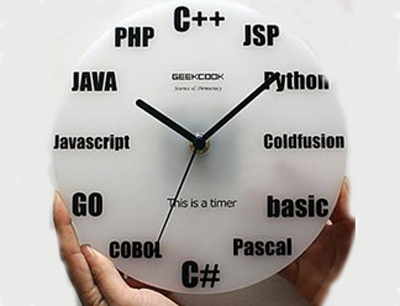 C++
PHP
JSP
JAVA
GEEKCOOK
Python
Science & Democracy
Javascript
Coldfusion
GO
This is a timer
basic
COBOL
Pascal
C#